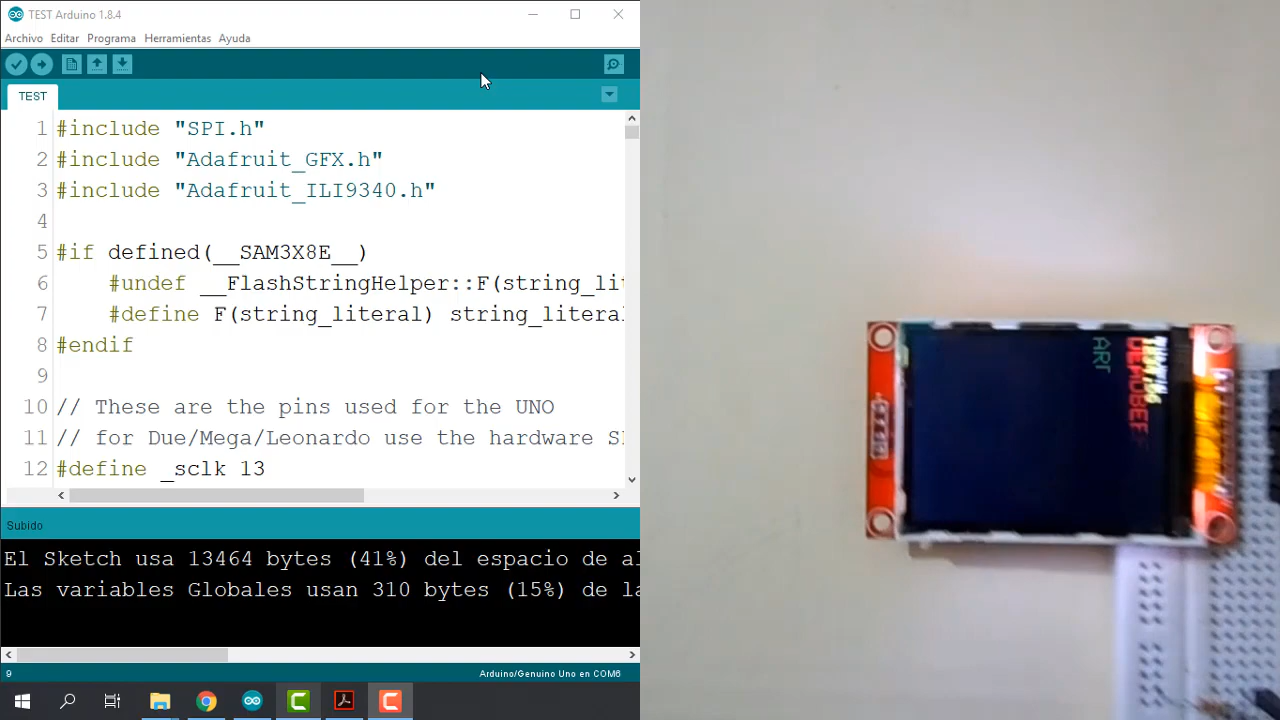 TEST Arduino 1.8.4
Archivo Editar Programa Herramientas Ayuda
TEST
1 #include "SPI.h"
2 #include "Adafruit_GFX.h"
3 #include "Adafruit_ILI9340.h"
4
5 #if defined(__SAM3X8E__)
6 #undef __FlashStringHelper::F(string_lit
7 #define F(string_literal) string_literal
8 #endif
9
10 // These are the pins used for the UNO
11 // for Due/Mega/Leonardo use the hardware S
12 #define _sclk 13
Subido
El Sketch usa 13464 bytes (41%) del espacio de al
Las variables Globales usan 310 bytes (15%) de la
9 Arduino/Genuino Uno en COM6